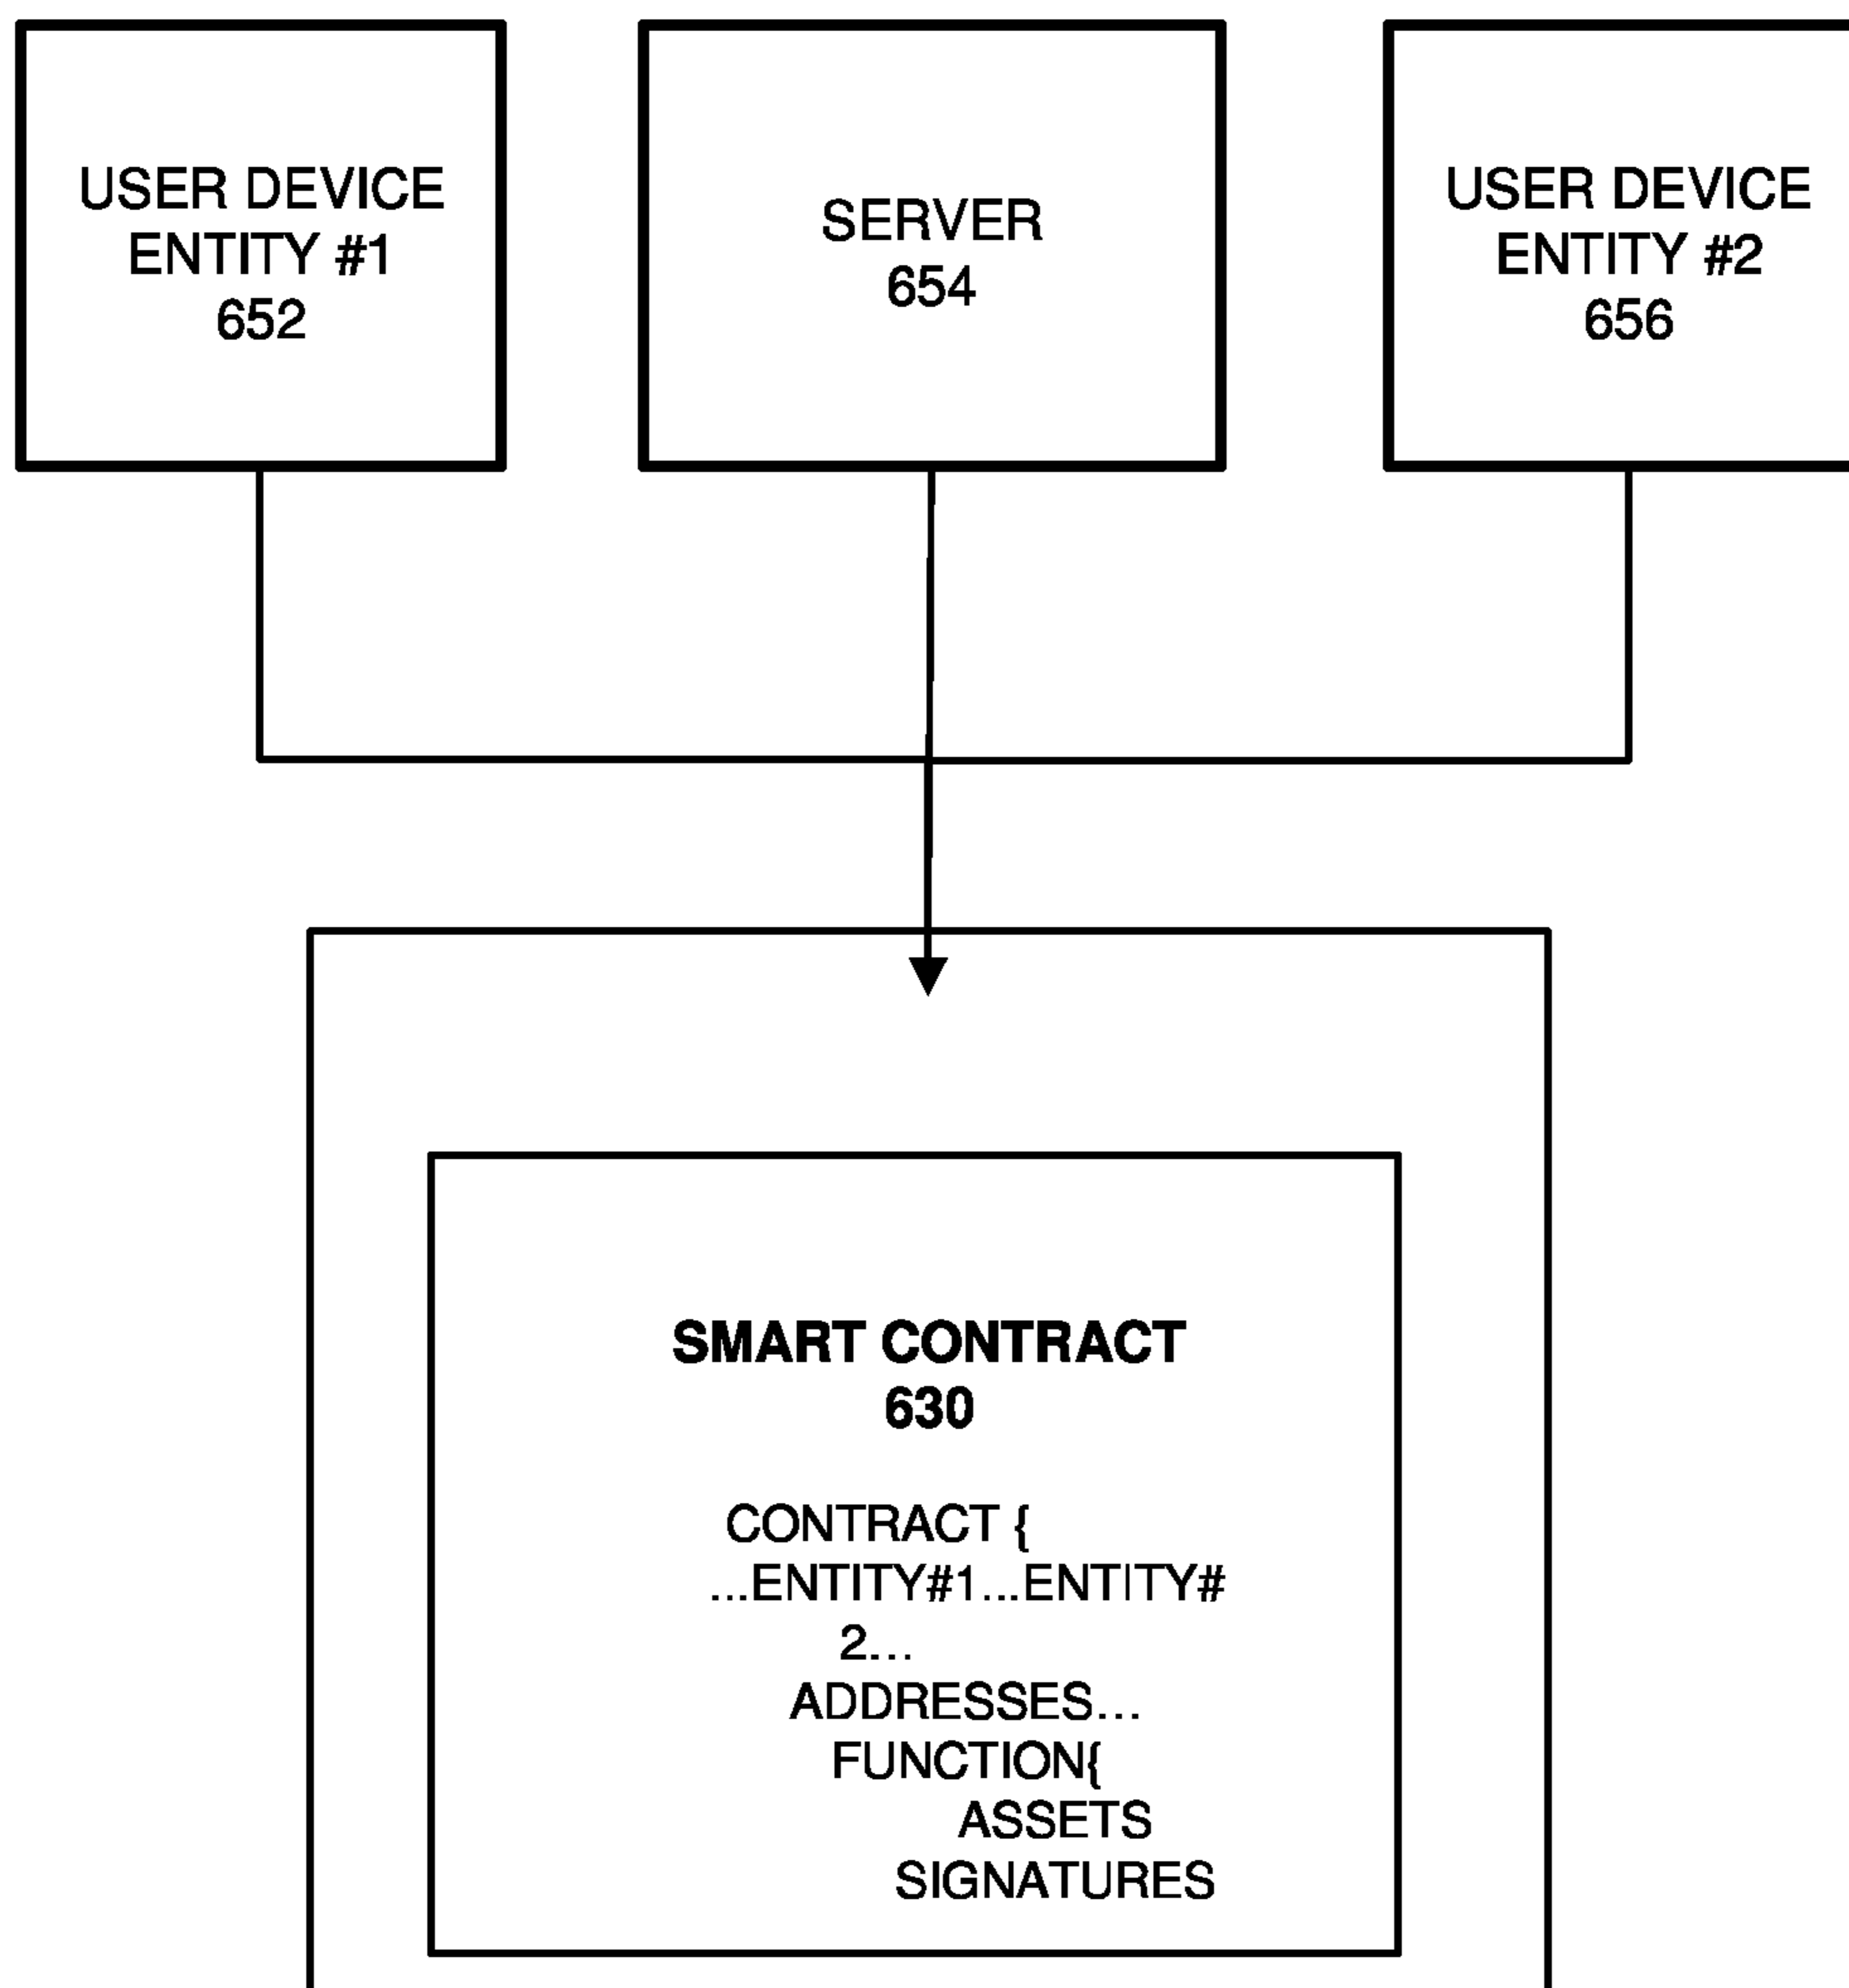 USER DEVICE
ENTITY #1
652
SERVER
654
USER DEVICE
ENTITY #2
656
SMART CONTRACT
630
CONTRACT {
...ENTITY#1...ENTITY#
2...
ADDRESSES...
FUNCTION{
ASSETS
SIGNATURES